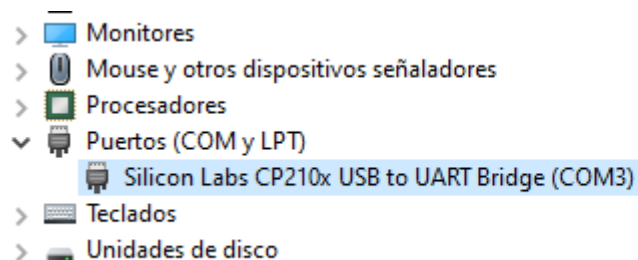 Monitores
Mouse y otros dispositivos señaladores
Procesadores
Puertos (COM y LPT)
Silicon Labs CP210x USB to UART Bridge (COM3)
Teclados
Unidades de disco